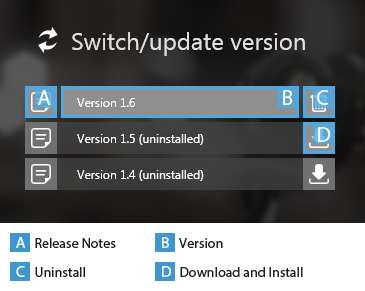 Switch/update version
A Version 1.6 B C
Version 1.5 (uninstalled) D
Version 1.4 (uninstalled)
A Release Notes B Version
C Uninstall D Download and Install